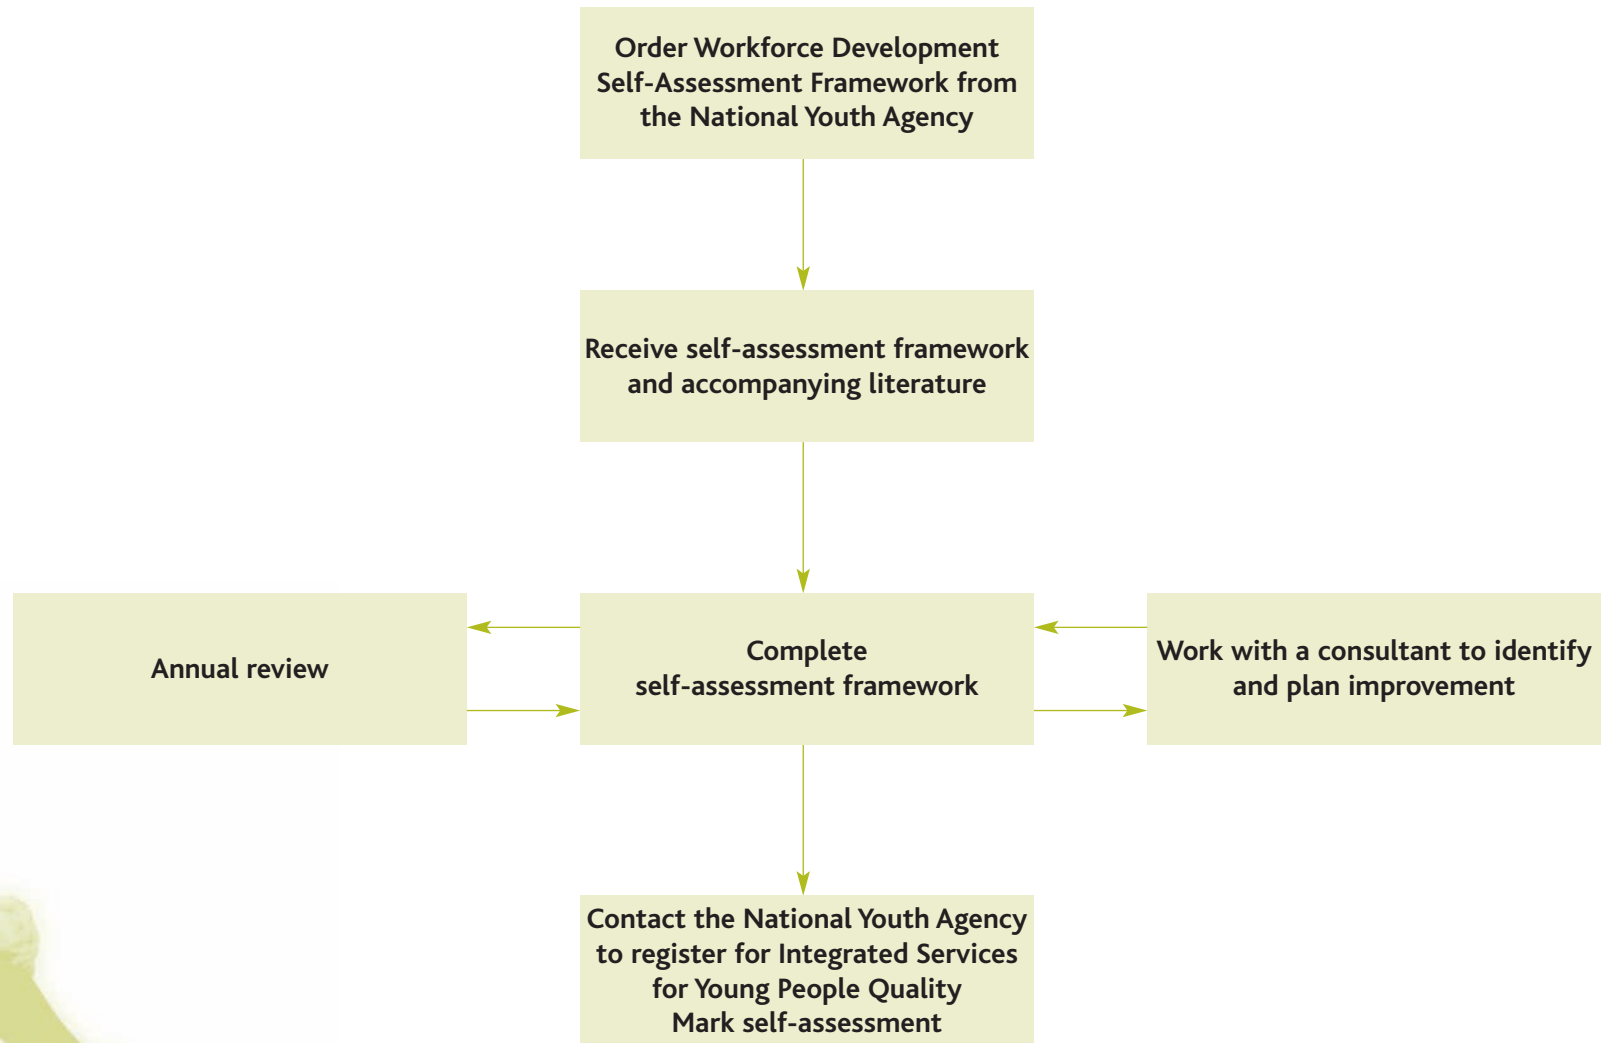 Order Workforce Development
Self-Assessment Framework from
the National Youth Agency
Receive self-assessment framework
and accompanying literature
Annual review
Complete
self-assessment framework
Work with a consultant to identify
and plan improvement
Contact the National Youth Agency
to register for Integrated Services
for Young People Quality
Mark self-assessment